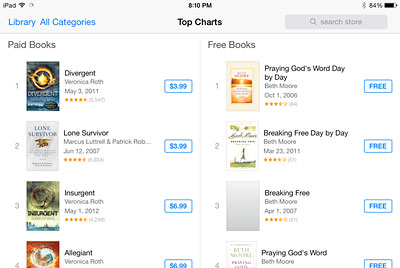 iPad 8:10 PM 84%
Library All Categories Top Charts search store
Paid Books
1
DIVERGENT
Divergent
Veronica Roth
May 3, 2011
(8,547)
$3.99
2
LONE SURVIVOR
Lone Survivor
Marcus Luttrell & Patrick Rob...
Jun 12, 2007
(6,934)
$3.99
3
INSURGENT
Insurgent
Veronica Roth
May 1, 2012
(4,298)
$6.99
4
Allegiant
Veronica Roth
$6.99
Free Books
1
Praying God's Word Day by Day
Beth Moore
Oct 1, 2006
(84)
FREE
2
Breaking Free Day by Day
Beth Moore
Mar 23, 2011
(51)
FREE
3
Breaking Free
Beth Moore
Apr 1, 2007
FREE
4
BETH MOORE
PRAYING
Praying God's Word
Beth Moore
FREE